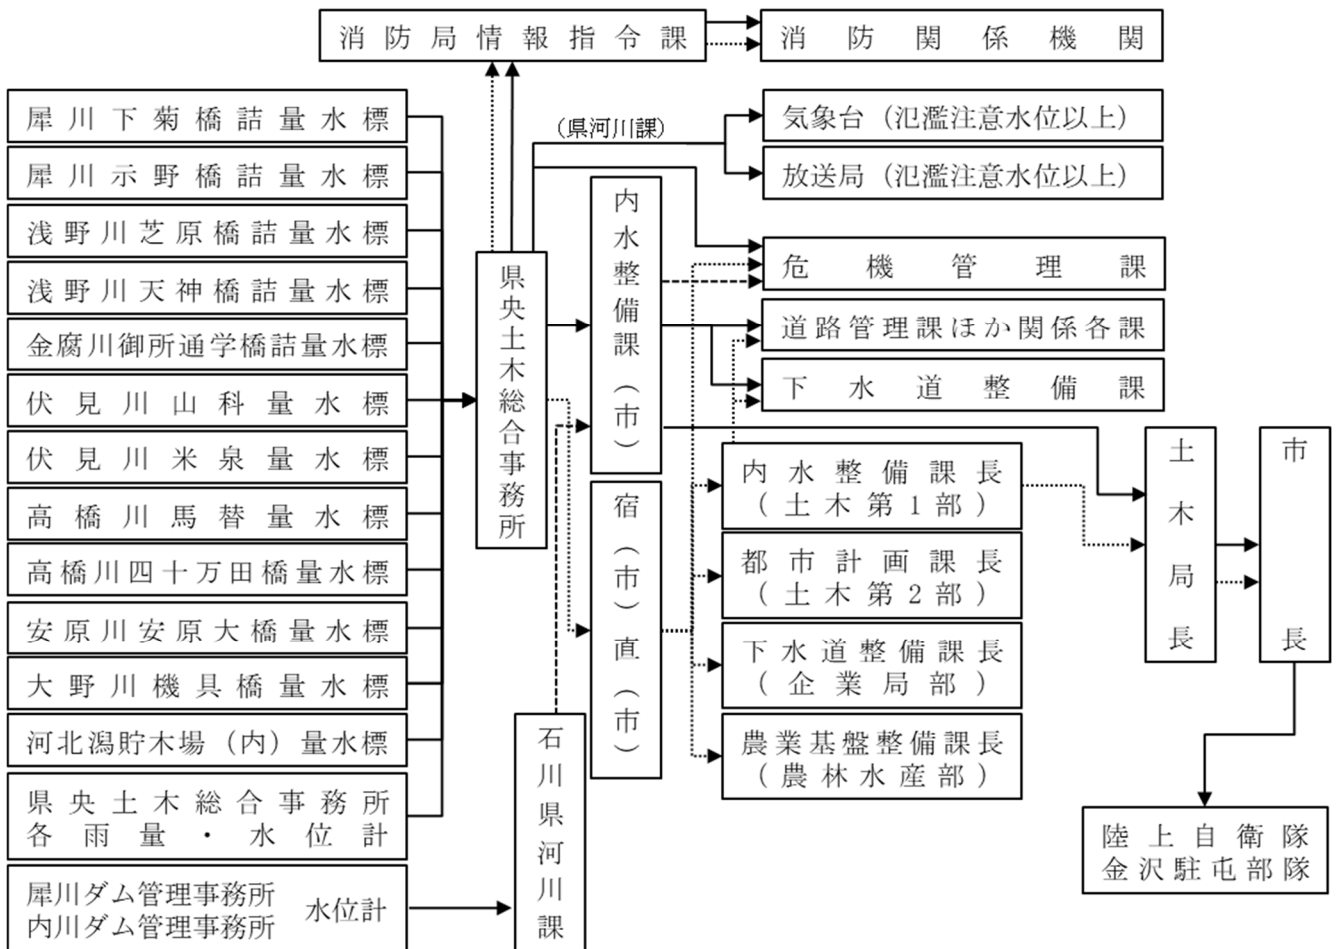 消防局情報指令課
消防関係機関
犀川下菊橋詰量水標
犀川示野橋詰量水標
浅野川芝原橋詰量水標
浅野川天神橋詰量水標
金腐川御所通学橋詰量水標
伏見川山科量水標
伏見川米泉量水標
高橋川馬替量水標
高橋川四十万田橋量水標
安原川安原大橋量水標
大野川機具橋量水標
河北潟貯木場（内）量水標
県央土木総合事務所
各雨量・水位計
犀川ダム管理事務所
内川ダム管理事務所
水位計
県央土木総合事務所
石川県河川課
（県河川課）
内水整備課（市）
宿（市）直（市）
気象台（氾濫注意水位以上）
放送局（氾濫注意水位以上）
危機管理課
道路管理課ほか関係各課
下水道整備課
内水整備課長
（土木第１部）
都市計画課長
（土木第２部）
下水道整備課長
（企業局部）
農業基盤整備課長
（農林水産部）
土木局長
市長
陸上自衛隊
金沢駐屯部隊